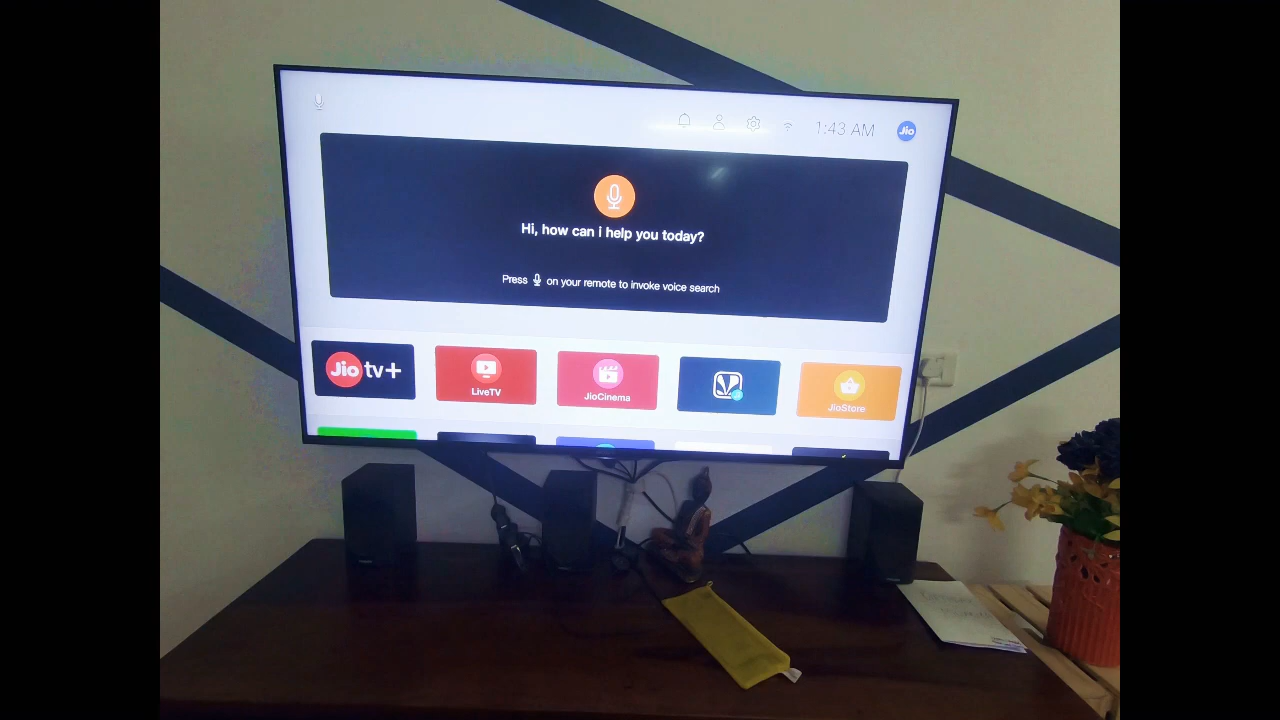 1:43 AM
Jio
Hi, how can i help you today?
Press on your remote to invoke voice search
Jio tv+
LiveTV
JioCinema
JioStore